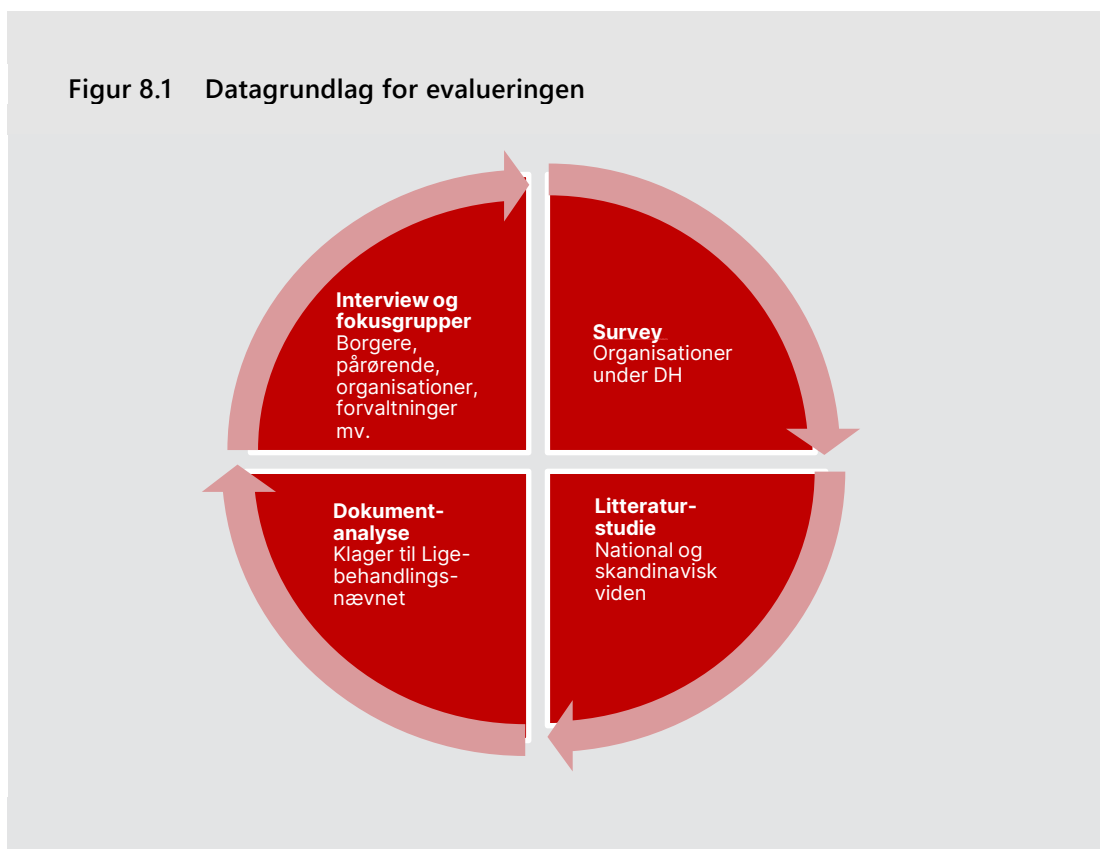 Figur 8.1 Datagrundlag for evalueringen
Interview og
fokusgrupper
Borgere,
pårørende,
organisationer,
forvaltninger
mv.
Survey
Organisationer
under DH
Dokument-
analyse
Klager til Lige-
behandlings-
nævnet
Litteratur-
studie
National og
skandinavisk
viden